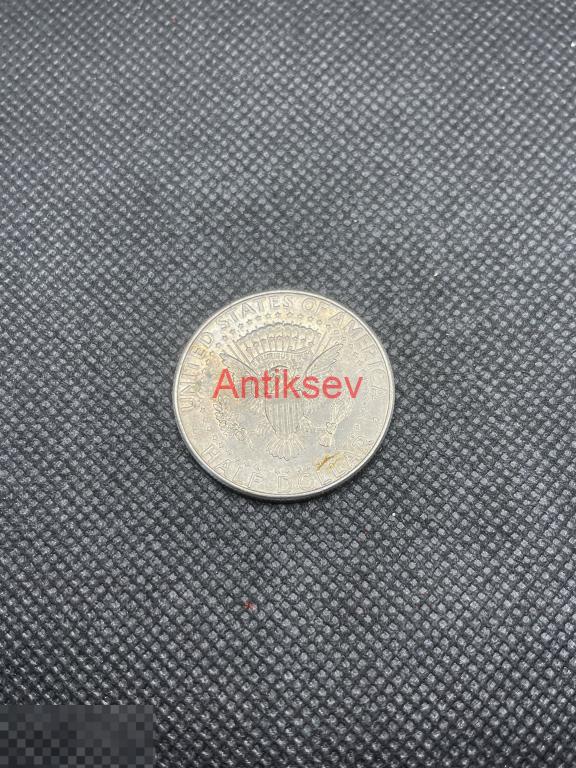 UNITED STATES OF AMERICA
Antiksev
HALF DOLLAR